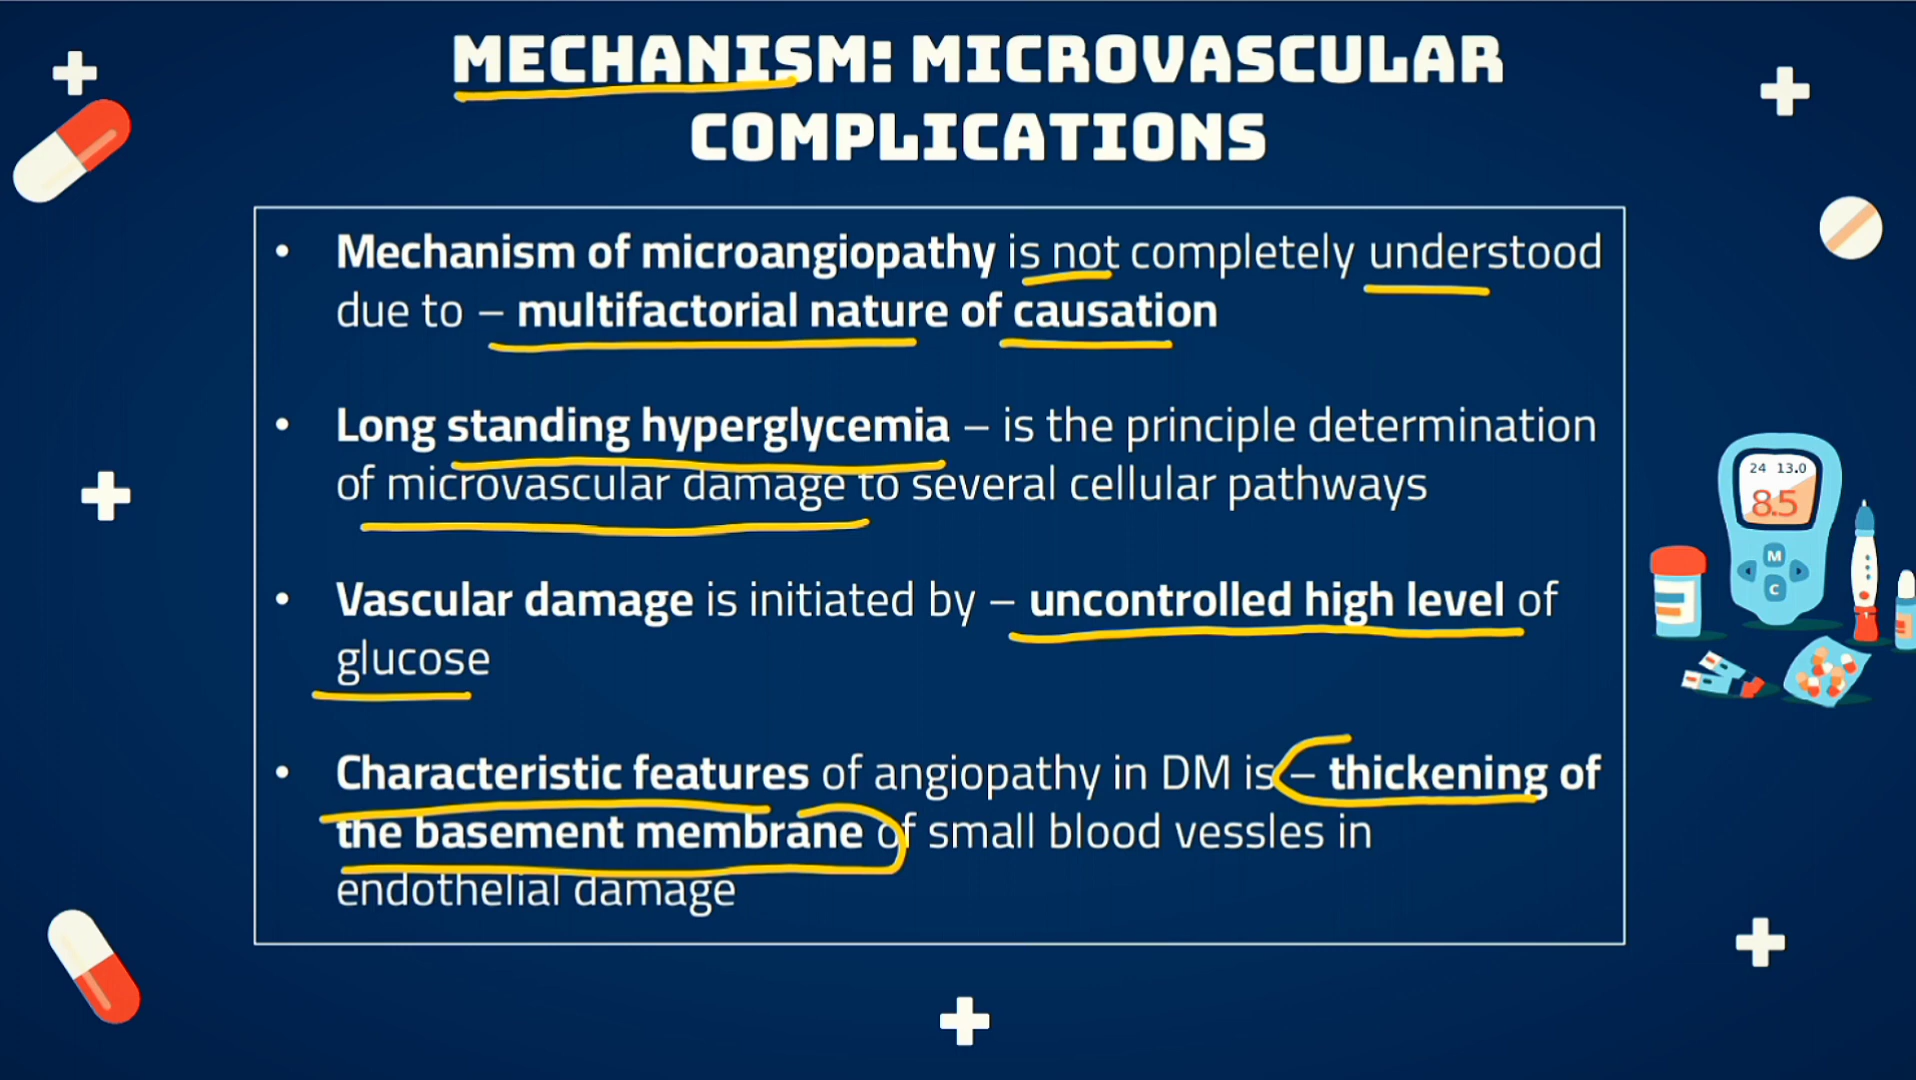 MECHANISM: MICROVASCULAR
COMPLICATIONS
• Mechanism of microangiopathy is not completely understood
due to – multifactorial nature of causation
• Long standing hyperglycemia – is the principle determination
of microvascular damage to several cellular pathways
• Vascular damage is initiated by – uncontrolled high level of
glucose
• Characteristic features of angiopathy in DM is – thickening of
the basement membrane of small blood vessles in
endothelial damage
24 13.0
8.5
M
C